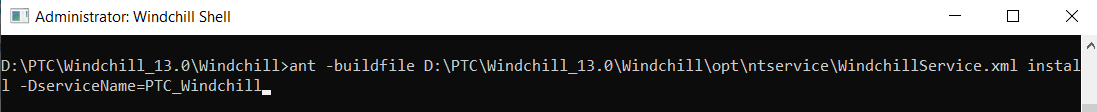 Administrator: Windchill Shell
D:\PTC\Windchill_13.0\Windchill>ant -buildfile D:\PTC\Windchill_13.0\Windchill\opt\ntservice\WindchillService.xml instal
l -DserviceName=PTC_Windchill